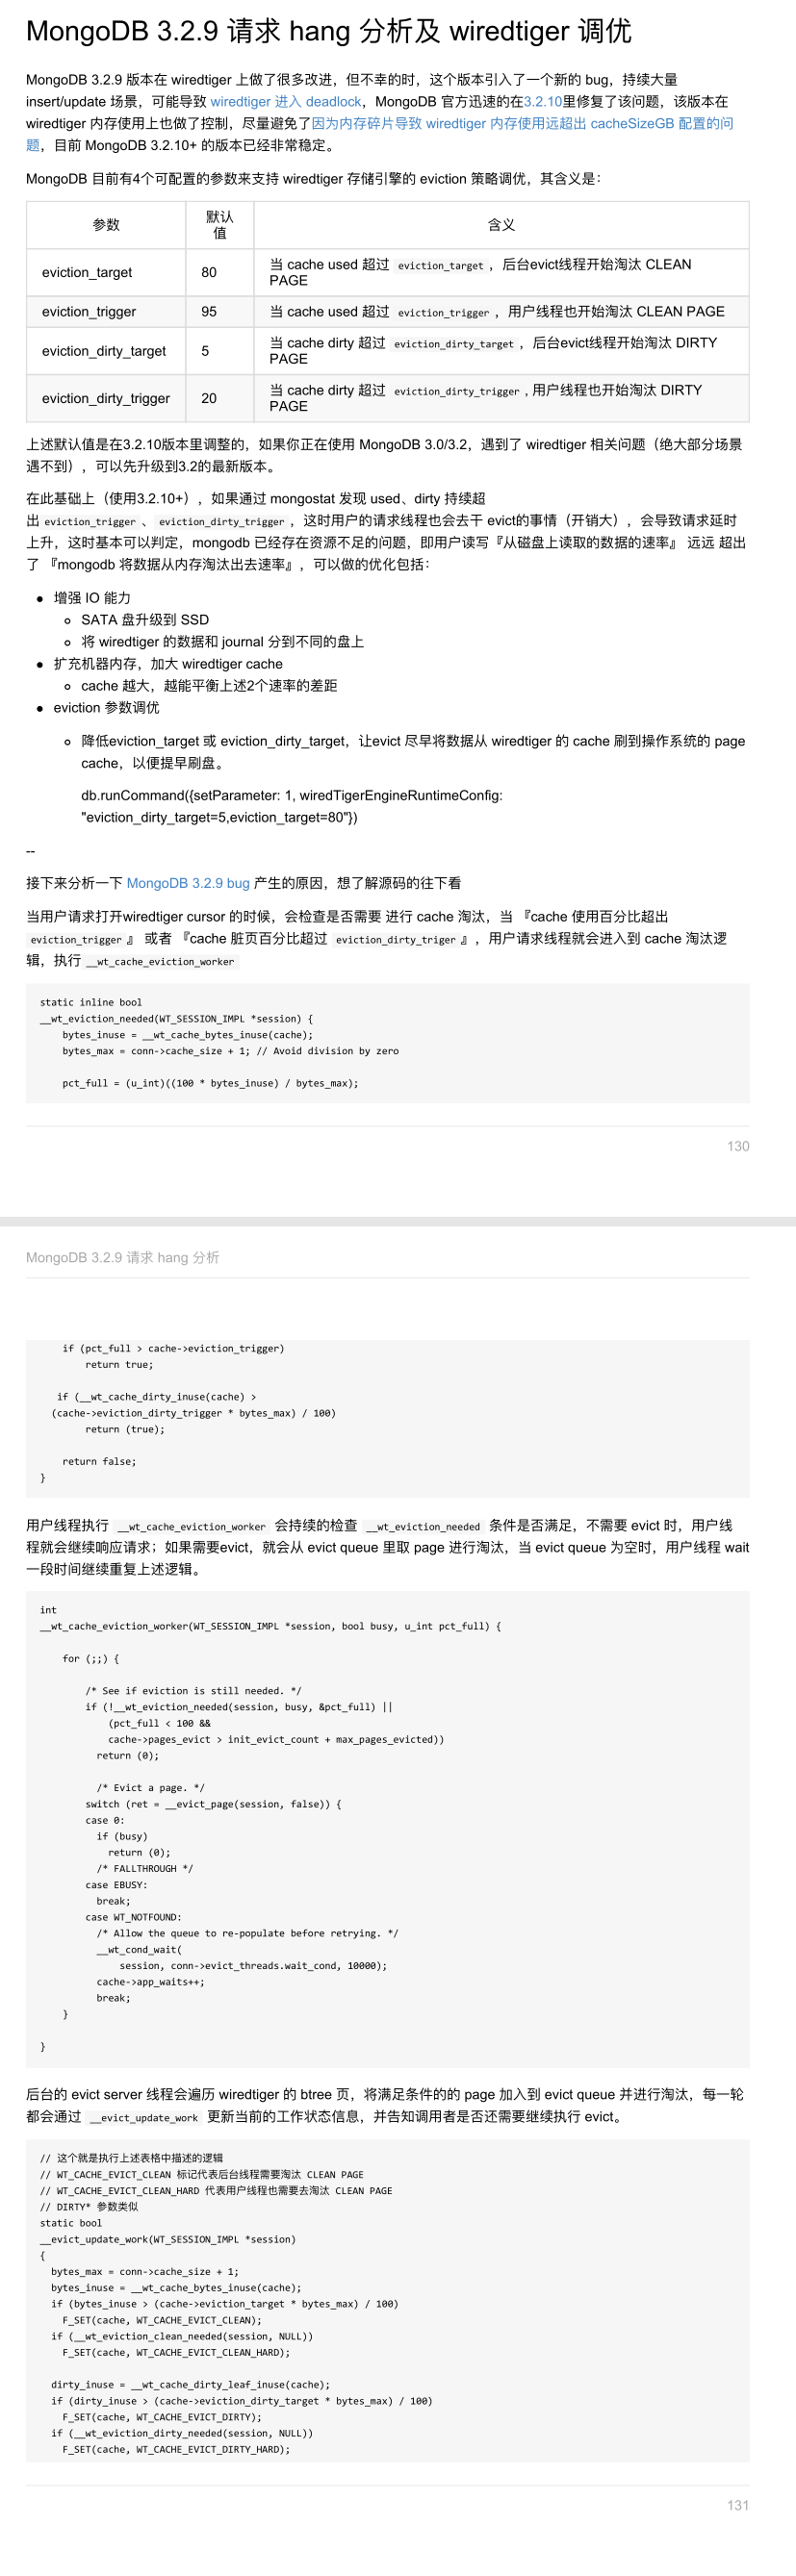 MongoDB 3.2.9 请求 hang 分析及 wiredtiger 调优
MongoDB 3.2.9 版本在 wiredtiger 上做了很多改进，但不幸的时，这个版本引入了一个新的 bug，持续大量
insert/update 场景，可能导致 wiredtiger 进入 deadlock，MongoDB 官方迅速的在3.2.10里修复了该问题，该版本在
wiredtiger 内存使用上也做了控制，尽量避免了因为内存碎片导致 wiredtiger 内存使用远超出 cacheSizeGB 配置的问
题，目前 MongoDB 3.2.10+ 的版本已经非常稳定。
MongoDB 目前有4个可配置的参数来支持 wiredtiger 存储引擎的 eviction 策略调优，其含义是：
参数 默认 含义
值
eviction_target 80 当 cache used 超过 eviction_target ，后台evict线程开始淘汰 CLEAN
PAGE
eviction_trigger 95 当 cache used 超过 eviction_trigger ，用户线程也开始淘汰 CLEAN PAGE
eviction_dirty_target 5 当 cache dirty 超过 eviction_dirty_target ，后台evict线程开始淘汰 DIRTY
PAGE
eviction_dirty_trigger 20 当 cache dirty 超过 eviction_dirty_trigger , 用户线程也开始淘汰 DIRTY
PAGE
上述默认值是在3.2.10版本里调整的，如果你正在使用 MongoDB 3.0/3.2，遇到了 wiredtiger 相关问题（绝大部分场景
遇不到），可以先升级到3.2的最新版本。
在此基础上（使用3.2.10+），如果通过 mongostat 发现 used、dirty 持续超
出 eviction_trigger 、 eviction_dirty_trigger ，这时用户的请求线程也会去干 evict的事情（开销大），会导致请求延时
上升，这时基本可以判定，mongodb 已经存在资源不足的问题，即用户读写『从磁盘上读取的数据的速率』 远远 超出
了 『mongodb 将数据从内存淘汰出去速率』，可以做的优化包括：
● 增强 IO 能力
○ SATA 盘升级到 SSD
○ 将 wiredtiger 的数据和 journal 分到不同的盘上
● 扩充机器内存，加大 wiredtiger cache
○ cache 越大，越能平衡上述2个速率的差距
● eviction 参数调优
○ 降低eviction_target 或 eviction_dirty_target，让evict 尽早将数据从 wiredtiger 的 cache 刷到操作系统的 page
cache，以便提早刷盘。
db.runCommand({setParameter: 1, wiredTigerEngineRuntimeConfig:
"eviction_dirty_target=5,eviction_target=80"})
--
接下来分析一下 MongoDB 3.2.9 bug 产生的原因，想了解源码的往下看
当用户请求打开wiredtiger cursor 的时候，会检查是否需要 进行 cache 淘汰，当 『cache 使用百分比超出
eviction_trigger 』 或者 『cache 脏页百分比超过 eviction_dirty_triger 』，用户请求线程就会进入到 cache 淘汰逻
辑，执行 __wt_cache_eviction_worker
static inline bool
__wt_eviction_needed(WT_SESSION_IMPL *session) {
bytes_inuse = __wt_cache_bytes_inuse(cache);
bytes_max = conn->cache_size + 1; // Avoid division by zero
pct_full = (u_int)((100 * bytes_inuse) / bytes_max);
130
MongoDB 3.2.9 请求 hang 分析
if (pct_full > cache->eviction_trigger)
return true;
if (__wt_cache_dirty_inuse(cache) >
(cache->eviction_dirty_trigger * bytes_max) / 100)
return (true);
return false;
}
用户线程执行 __wt_cache_eviction_worker 会持续的检查 __wt_eviction_needed 条件是否满足，不需要 evict 时，用户线
程就会继续响应请求；如果需要evict，就会从 evict queue 里取 page 进行淘汰，当 evict queue 为空时，用户线程 wait
一段时间继续重复上述逻辑。
int
__wt_cache_eviction_worker(WT_SESSION_IMPL *session, bool busy, u_int pct_full) {
for (;;) {
/* See if eviction is still needed. */
if (!__wt_eviction_needed(session, busy, &pct_full) ||
(pct_full < 100 &&
cache->pages_evict > init_evict_count + max_pages_evicted))
return (0);
/* Evict a page. */
switch (ret = __evict_page(session, false)) {
case 0:
if (busy)
return (0);
/* FALLTHROUGH */
case EBUSY:
break;
case WT_NOTFOUND:
/* Allow the queue to re-populate before retrying. */
__wt_cond_wait(
session, conn->evict_threads.wait_cond, 10000);
cache->app_waits++;
break;
}
}
后台的 evict server 线程会遍历 wiredtiger 的 btree 页，将满足条件的的 page 加入到 evict queue 并进行淘汰，每一轮
都会通过 __evict_update_work 更新当前的工作状态信息，并告知调用者是否还需要继续执行 evict。
// 这个就是执行上述表格中描述的逻辑
// WT_CACHE_EVICT_CLEAN 标记代表后台线程需要淘汰 CLEAN PAGE
// WT_CACHE_EVICT_CLEAN_HARD 代表用户线程也需要去淘汰 CLEAN PAGE
// DIRTY* 参数类似
static bool
__evict_update_work(WT_SESSION_IMPL *session)
{
bytes_max = conn->cache_size + 1;
bytes_inuse = __wt_cache_bytes_inuse(cache);
if (bytes_inuse > (cache->eviction_target * bytes_max) / 100)
F_SET(cache, WT_CACHE_EVICT_CLEAN);
if (__wt_eviction_clean_needed(session, NULL))
F_SET(cache, WT_CACHE_EVICT_CLEAN_HARD);
dirty_inuse = __wt_cache_dirty_leaf_inuse(cache);
if (dirty_inuse > (cache->eviction_dirty_target * bytes_max) / 100)
F_SET(cache, WT_CACHE_EVICT_DIRTY);
if (__wt_eviction_dirty_needed(session, NULL))
F_SET(cache, WT_CACHE_EVICT_DIRTY_HARD);
131